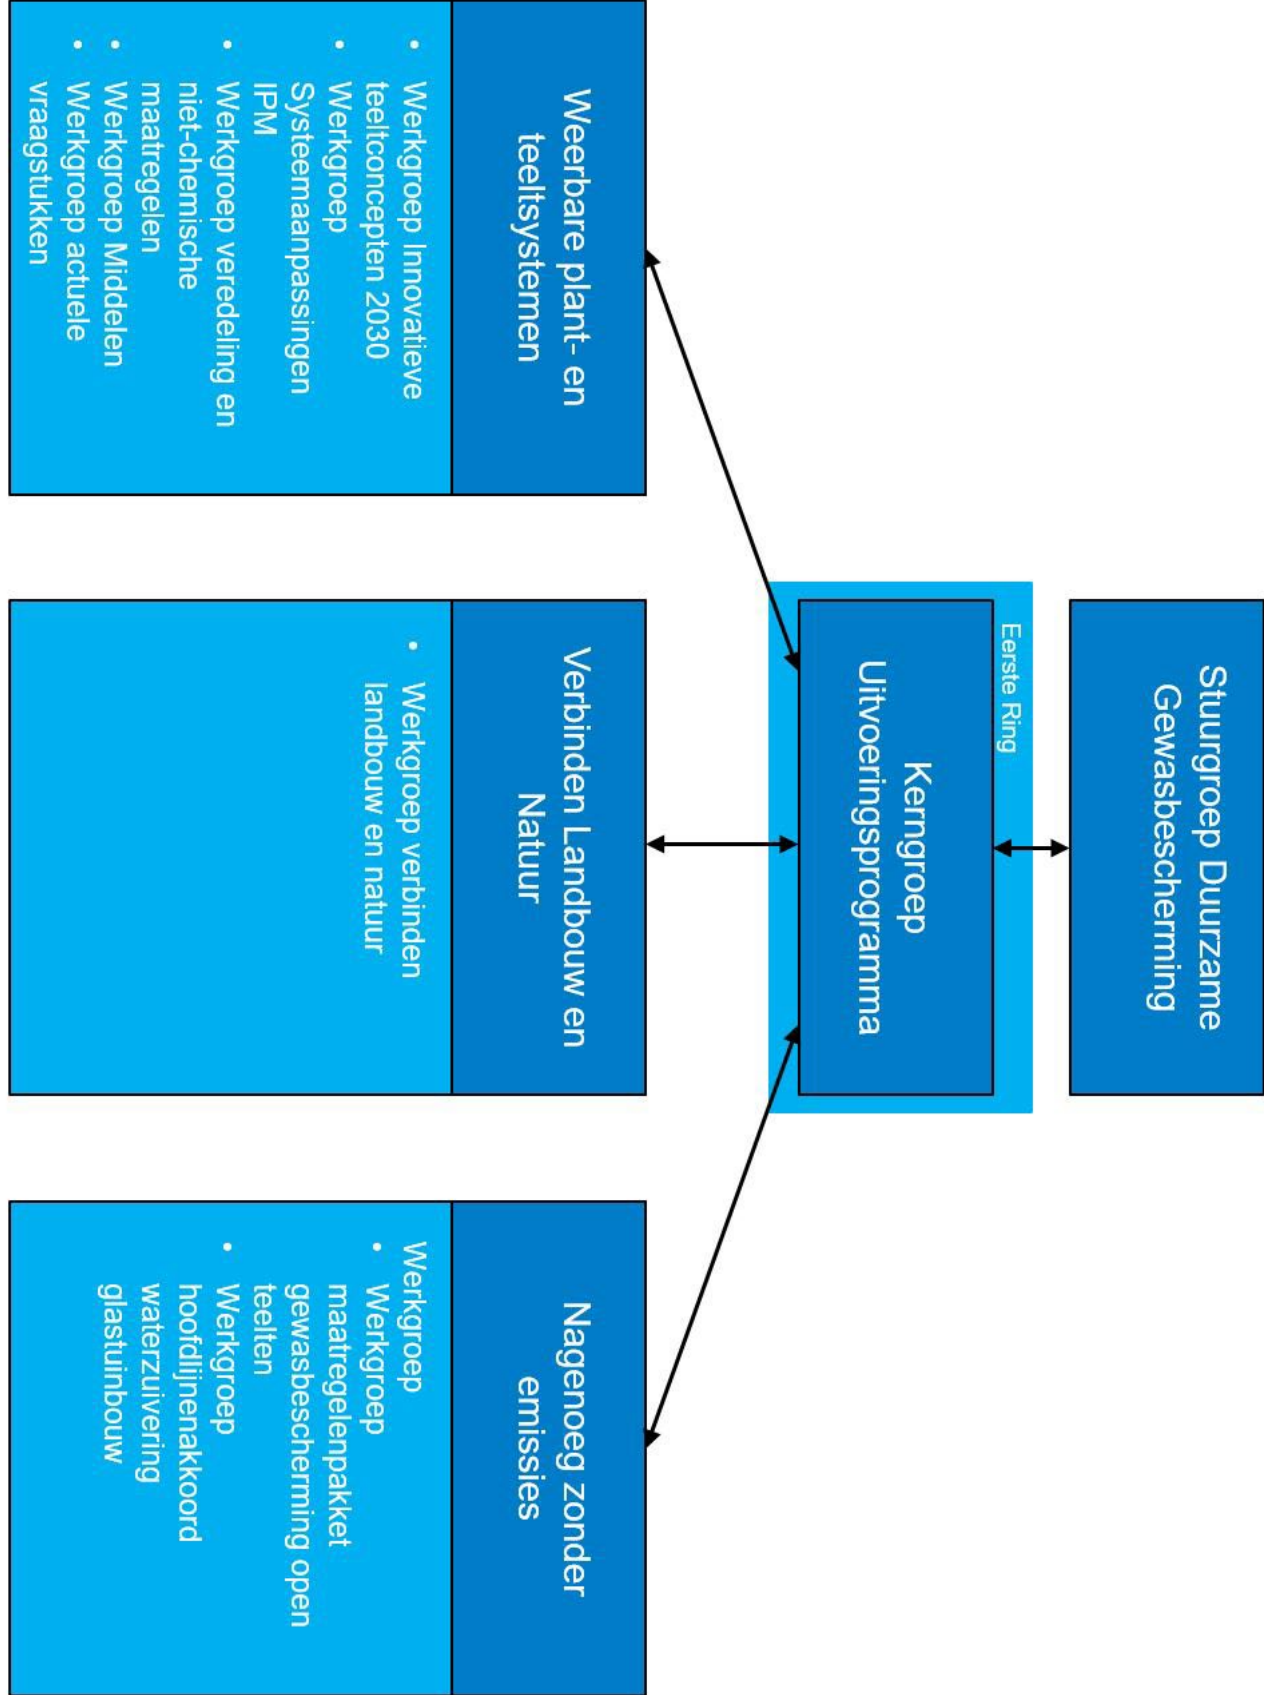 Stuurgroep Duurzame
Gewasbescherming
Eerste Ring
Kerngroep
Uitvoeringsprogramma
Weerbare plant- en
teeltsystemen
• Werkgroep Innovatieve
teeltconcepten 2030
• Werkgroep
Systeemaanpassingen
IPM
• Werkgroep veredeling en
niet-chemische
maatregelen
• Werkgroep Middelen
• Werkgroep actuele
vraagstukken
Verbinden Landbouw en
Natuur
• Werkgroep verbinden
landbouw en natuur
Nagenoeg zonder
emissies
Werkgroep
• Werkgroep
maatregelenpakket
gewasbescherming open
teelten
• Werkgroep
hoofdlijnenakkoord
waterzuivering
glastuinbouw